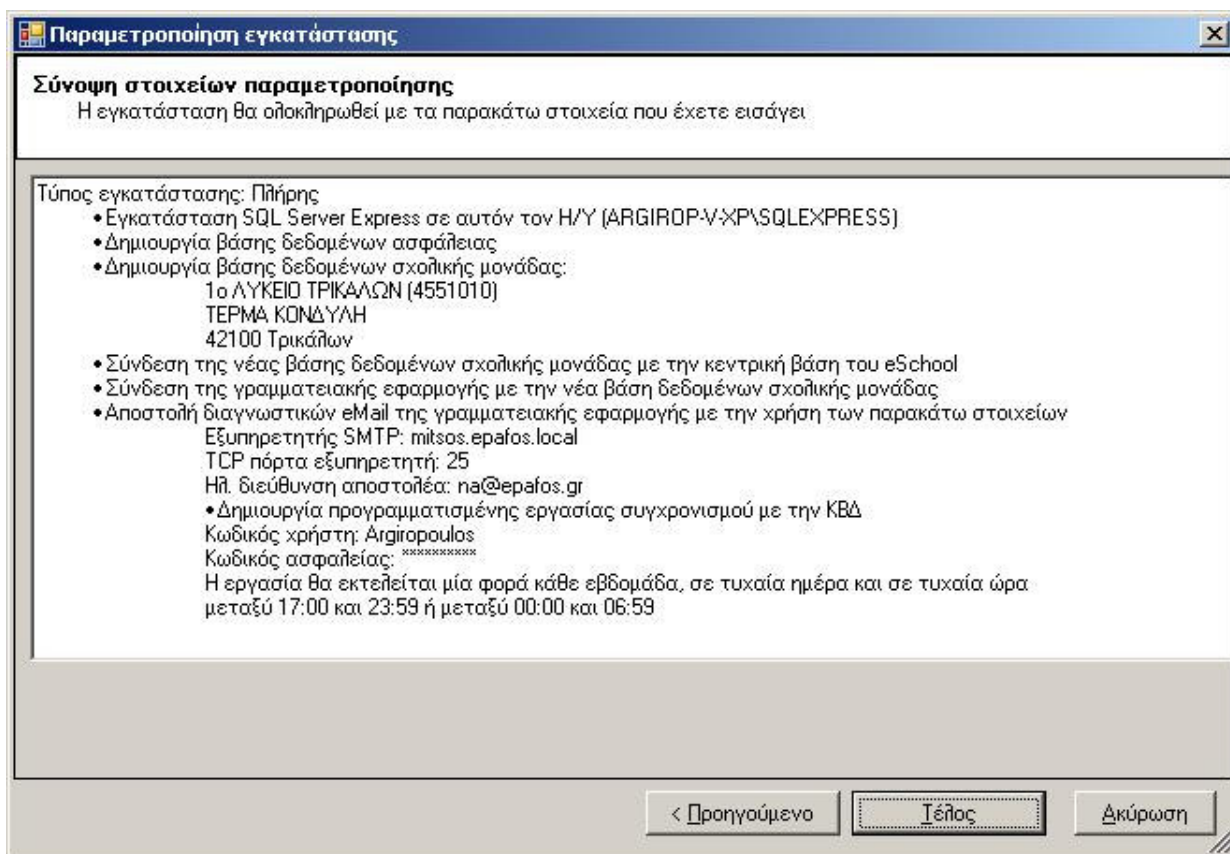 Παραμετροποίηση εγκατάστασης
Σύνοψη στοιχείων παραμετροποίησης
Η εγκατάσταση θα ολοκληρωθεί με τα παρακάτω στοιχεία που έχετε εισάγει
Τύπος εγκατάστασης: Πλήρης
•Εγκατάσταση SQL Server Express σε αυτόν τον Η/Υ (ARGIROP-V-XP\SQLEXPRESS)
•Δημιουργία βάσης δεδομένων ασφάλειας
•Δημιουργία βάσης δεδομένων σχολικής μονάδας:
1ο ΛΥΚΕΙΟ ΤΡΙΚΑΛΩΝ (4551010)
ΤΕΡΜΑ ΚΟΝΔΥΛΗ
42100 Τρικάλων
•Σύνδεση της νέας βάσης δεδομένων σχολικής μονάδας με την κεντρική βάση του eSchool
•Σύνδεση της γραμματειακής εφαρμογής με την νέα βάση δεδομένων σχολικής μονάδας
•Αποστολή διαγνωστικών eMail της γραμματειακής εφαρμογής με την χρήση των παρακάτω στοιχείων
Εξυπηρετητής SMTP: mitsos.epafos.local
TCP πόρτα εξυπηρετητή: 25
Ηλ. διεύθυνση αποστολέα: na@epafos.gr
•Δημιουργία προγραμματισμένης εργασίας συγχρονισμού με την ΚΒΔ
Κωδικός χρήστη: Argiropoulos
Κωδικός ασφαλείας: **********
Η εργασία θα εκτελείται μία φορά κάθε εβδομάδα, σε τυχαία ημέρα και σε τυχαία ώρα
μεταξύ 17:00 και 23:59 ή μεταξύ 00:00 και 06:59
< Προηγούμενο Τέλος Ακύρωση